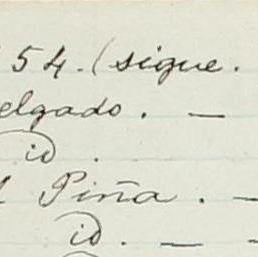 54. (sigue.
elgado. —
id.
l Piña. —
id. — —